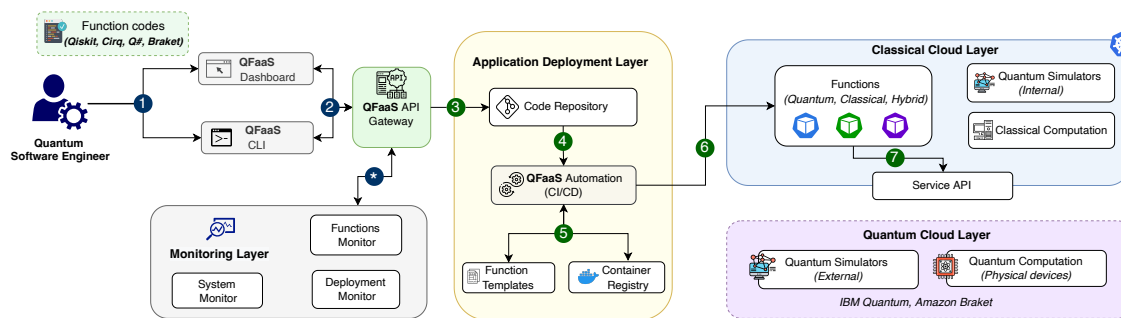 Function codes
(Qiskit, Cirq, Q#, Braket)
Quantum
Software Engineer
1
QFaaS
Dashboard
QFaaS
CLI
2
API
QFaaS API
Gateway
*
Monitoring Layer
Functions
Monitor
System
Monitor
Deployment
Monitor
3
Application Deployment Layer
Code Repository
4
QFaaS Automation
(CI/CD)
5
Function
Templates
Container
Registry
6
Classical Cloud Layer
Functions
(Quantum, Classical, Hybrid)
Quantum Simulators
(Internal)
Classical Computation
7
Service API
Quantum Cloud Layer
Quantum Simulators
(External)
Quantum Computation
(Physical devices)
IBM Quantum, Amazon Braket